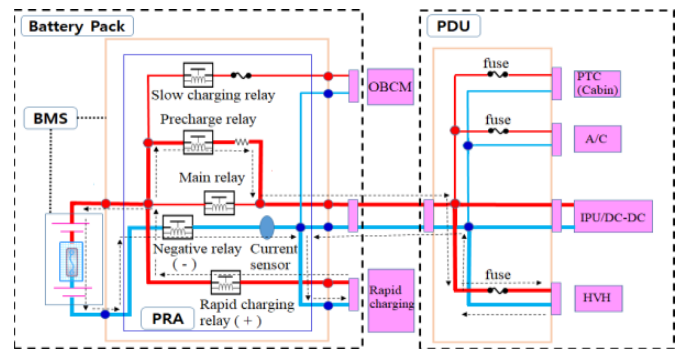 Battery Pack
PDU
BMS
Slow charging relay
Precharge relay
Main relay
Negative relay
( - )
Current
sensor
Rapid charging
relay ( + )
PRA
OBCM
Rapid
charging
fuse
PTC
(Cabin)
fuse
A/C
IPU/DC-DC
fuse
HVH